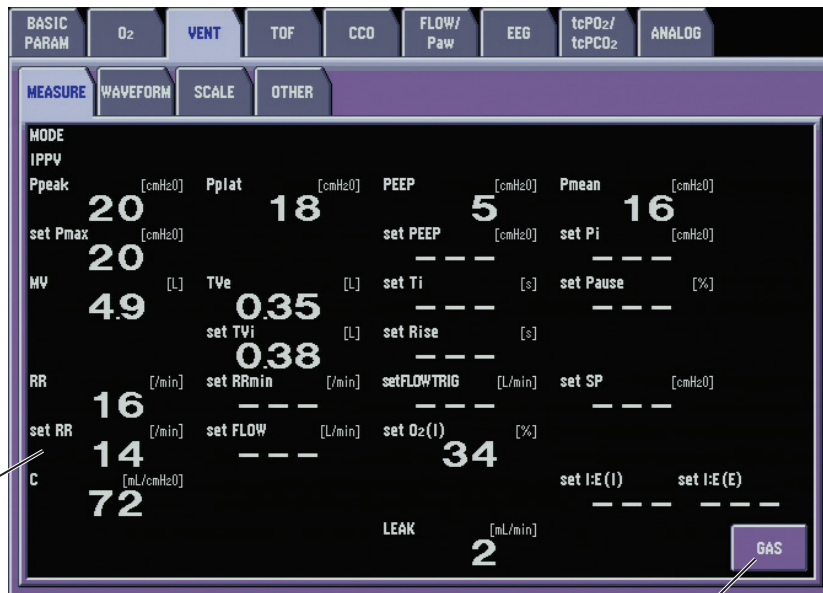 BASIC PARAM O₂ VENT TOF CCO FLOW/ Paw EEG tcPO₂/ tcPCO₂ ANALOG
MEASURE WAVEFORM SCALE OTHER
MODE
IPPV
Ppeak [cmH₂O] Pplat [cmH₂O] PEEP [cmH₂O] Pmean [cmH₂O]
20 18 5 16
set Pmax [cmH₂O] set PEEP [cmH₂O] set Pi [cmH₂O]
20 --- ---
MV [L] TVe [L] set Ti [s] set Pause [%]
4.9 0.35 --- ---
set TVi [L] set Rise [s]
0.38 ---
RR [/min] set RRmin [/min] setFLOWTRIG [L/min] set SP [cmH₂O]
16 --- --- ---
set RR [/min] set FLOW [L/min] set O₂(I) [%]
14 --- 34
C [mL/cmH₂O] set I:E(I) set I:E(E)
72 --- ---
LEAK [mL/min]
2
GAS